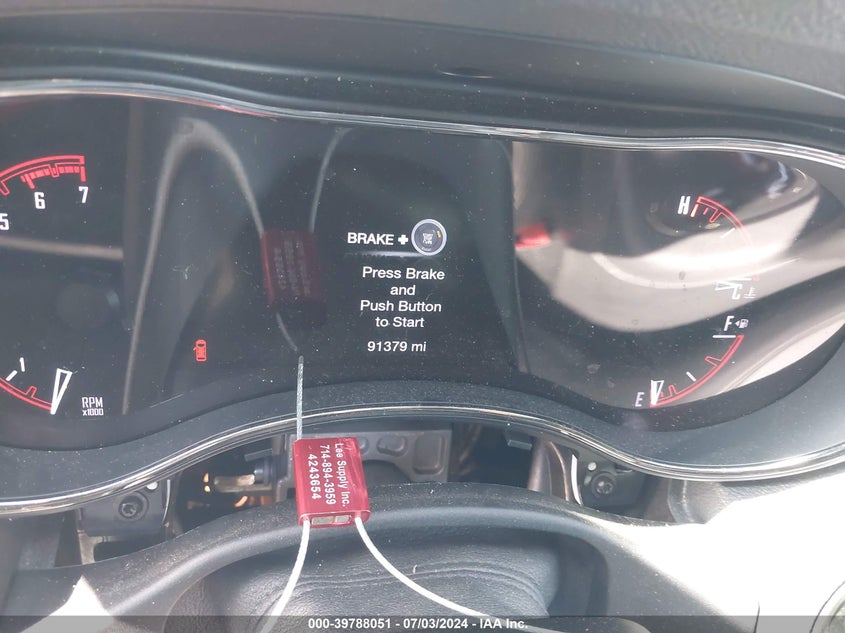 5 6 7
1
RPM
x1000
BRAKE +
Press Brake
and
Push Button
to Start
91379 mi
H
C
F
E
Lee Supply Inc.
714-894-3959
4243654
000-39788051 - 07/03/2024 - IAA Inc.